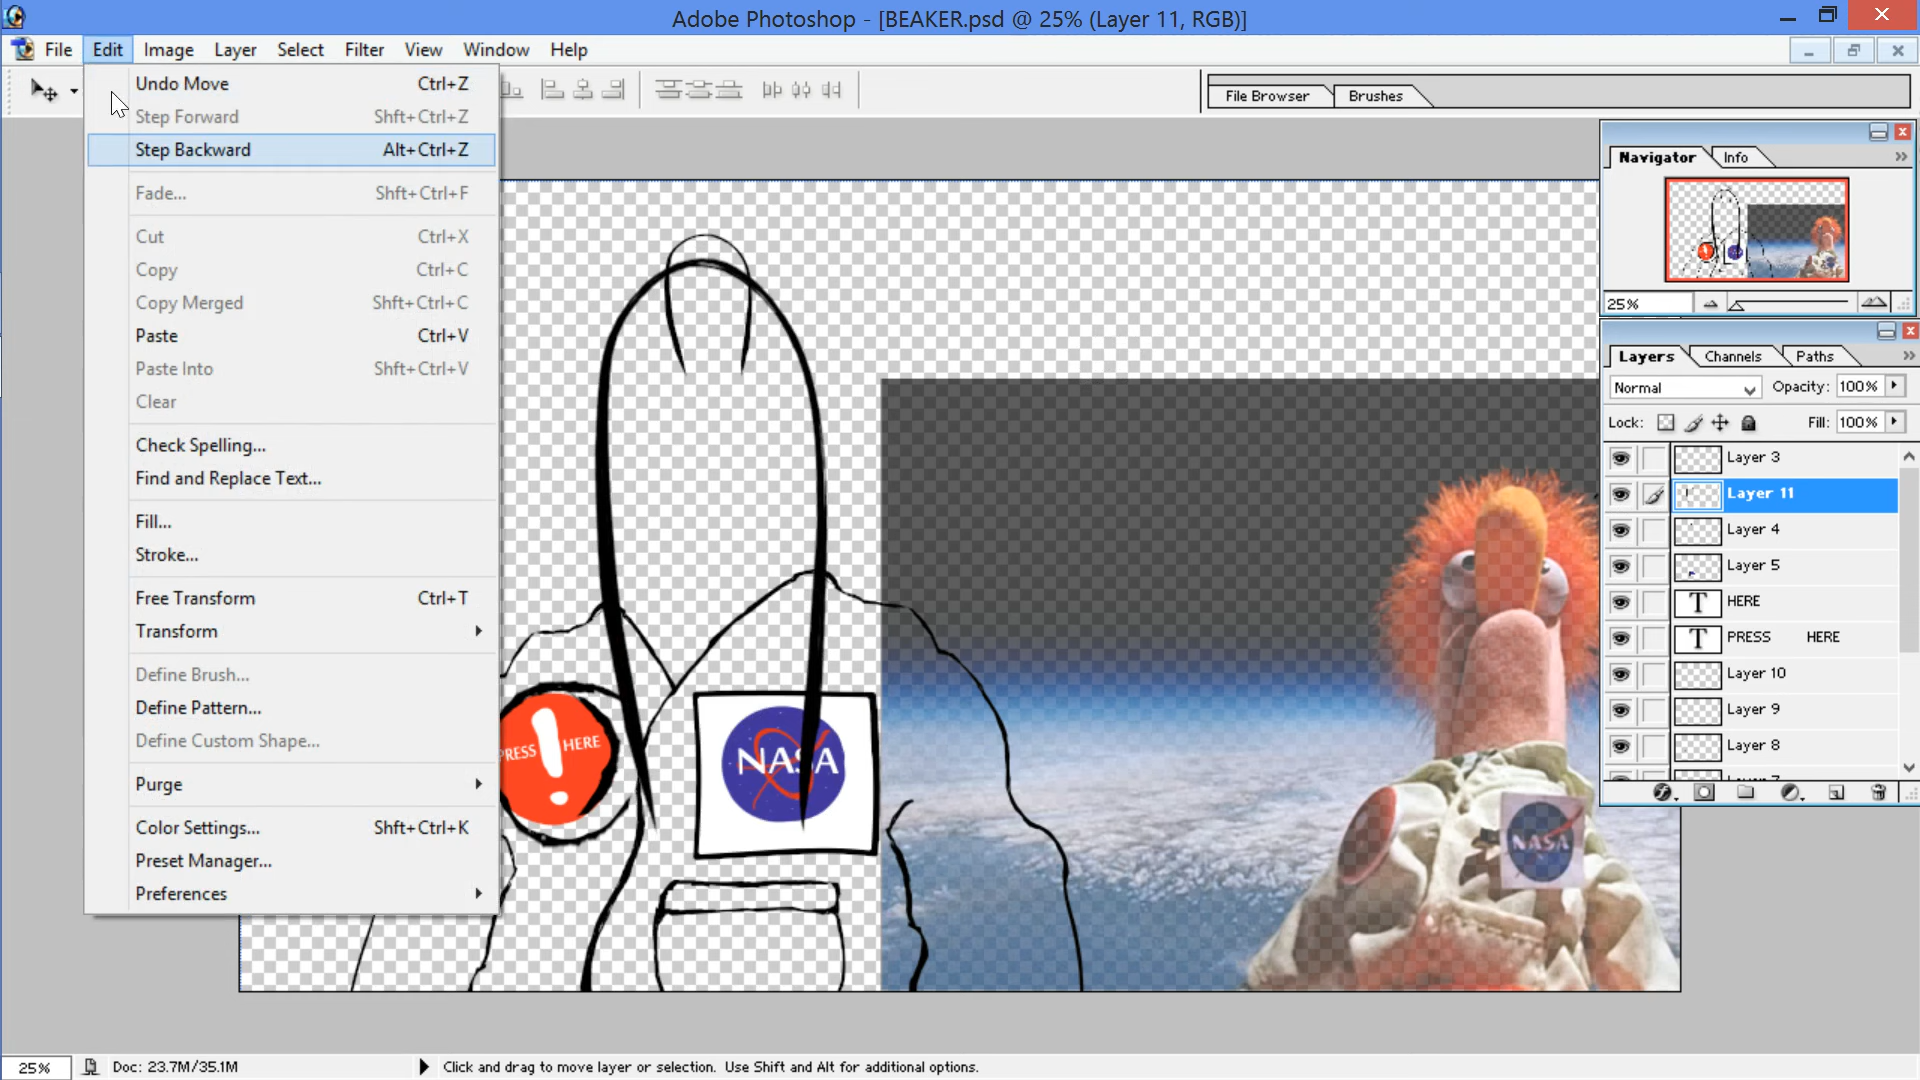 Adobe Photoshop - [BEAKER.psd @ 25% (Layer 11, RGB)]
File Edit Image Layer Select Filter View Window Help
Undo Move Ctrl+Z
Step Forward Shft+Ctrl+Z
Step Backward Alt+Ctrl+Z
Fade... Shft+Ctrl+F
Cut Ctrl+X
Copy Ctrl+C
Copy Merged Shft+Ctrl+C
Paste Ctrl+V
Paste Into Shft+Ctrl+V
Clear
Check Spelling...
Find and Replace Text...
Fill...
Stroke...
Free Transform Ctrl+T
Transform
Define Brush...
Define Pattern...
Define Custom Shape...
Purge
Color Settings... Shft+Ctrl+K
Preset Manager...
Preferences
File Browser Brushes
Navigator Info
25%
Layers Channels Paths
Normal Opacity: 100%
Lock: Fill: 100%
Layer 3
Layer 11
Layer 4
Layer 5
T HERE
T PRESS HERE
Layer 10
Layer 9
Layer 8
PRESS ! HERE
NASA
NASA
25% Doc: 23.7M/35.1M Click and drag to move layer or selection. Use Shift and Alt for additional options.